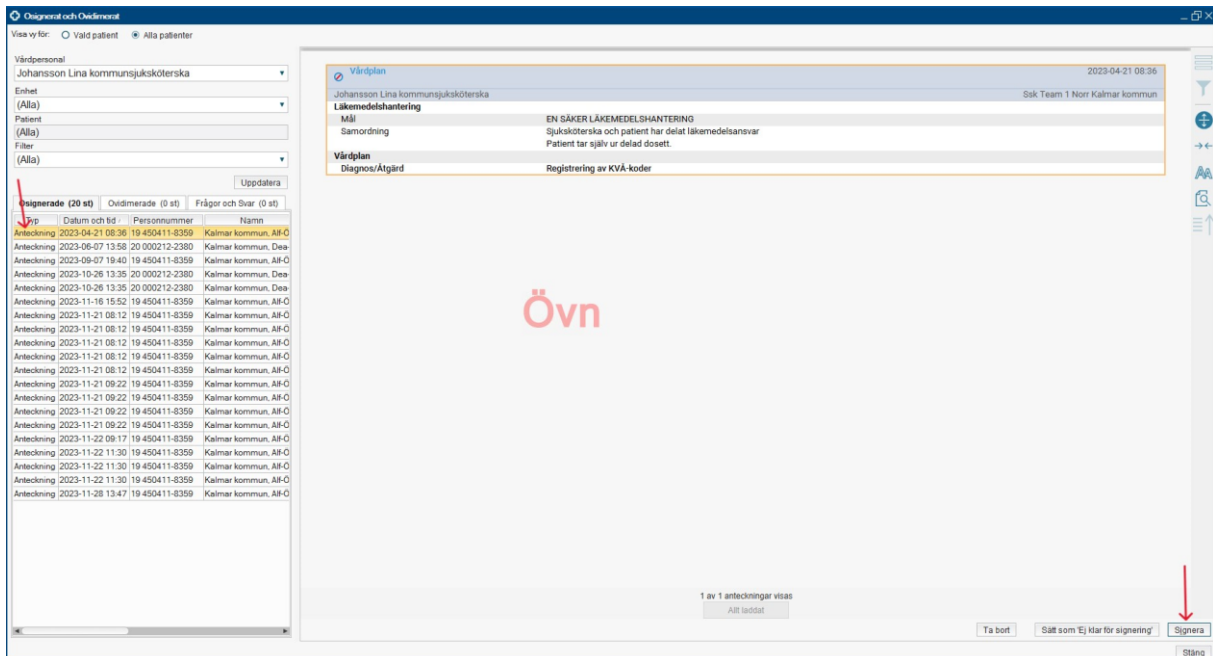 Osignerat och Ovidimerat
Visa vy för: Vald patient Alla patienter
Vårdpersonal
Johansson Lina kommunsjuksköterska
Enhet
(Alla)
Patient
(Alla)
Filter
(Alla)
Uppdatera
Osignerade (20 st) Ovidimerade (0 st) Frågor och Svar (0 st)
Typ Datum och tid Personnummer Namn
Anteckning 2023-04-21 08:36 19 450411-8359 Kalmar kommun, Alf-Ö
Anteckning 2023-06-07 13:58 20 000212-2380 Kalmar kommun, Dea-
Anteckning 2023-09-07 19:40 19 450411-8359 Kalmar kommun, Alf-Ö
Anteckning 2023-10-26 13:35 20 000212-2380 Kalmar kommun, Dea-
Anteckning 2023-10-26 13:35 20 000212-2380 Kalmar kommun, Dea-
Anteckning 2023-11-16 15:52 19 450411-8359 Kalmar kommun, Alf-Ö
Anteckning 2023-11-21 08:12 19 450411-8359 Kalmar kommun, Alf-Ö
Anteckning 2023-11-21 08:12 19 450411-8359 Kalmar kommun, Alf-Ö
Anteckning 2023-11-21 08:12 19 450411-8359 Kalmar kommun, Alf-Ö
Anteckning 2023-11-21 08:12 19 450411-8359 Kalmar kommun, Alf-Ö
Anteckning 2023-11-21 08:12 19 450411-8359 Kalmar kommun, Alf-Ö
Anteckning 2023-11-21 09:22 19 450411-8359 Kalmar kommun, Alf-Ö
Anteckning 2023-11-21 09:22 19 450411-8359 Kalmar kommun, Alf-Ö
Anteckning 2023-11-21 09:22 19 450411-8359 Kalmar kommun, Alf-Ö
Anteckning 2023-11-21 09:22 19 450411-8359 Kalmar kommun, Alf-Ö
Anteckning 2023-11-22 09:17 19 450411-8359 Kalmar kommun, Alf-Ö
Anteckning 2023-11-22 11:30 19 450411-8359 Kalmar kommun, Alf-Ö
Anteckning 2023-11-22 11:30 19 450411-8359 Kalmar kommun, Alf-Ö
Anteckning 2023-11-22 11:30 19 450411-8359 Kalmar kommun, Alf-Ö
Anteckning 2023-11-28 13:47 19 450411-8359 Kalmar kommun, Alf-Ö
Vårdplan 2023-04-21 08:36
Johansson Lina kommunsjuksköterska Ssk Team 1 Norr Kalmar kommun
Läkemedelshantering
Mål EN SÄKER LÄKEMEDELSHANTERING
Samordning Sjuksköterska och patient har delat läkemedelsansvar
Patient tar själv ur delad dosett.
Vårdplan
Diagnos/Åtgärd Registrering av KVÅ-koder
Övn
1 av 1 anteckningar visas
Allt laddat
Ta bort Sätt som 'Ej klar för signering' Signera
Stäng